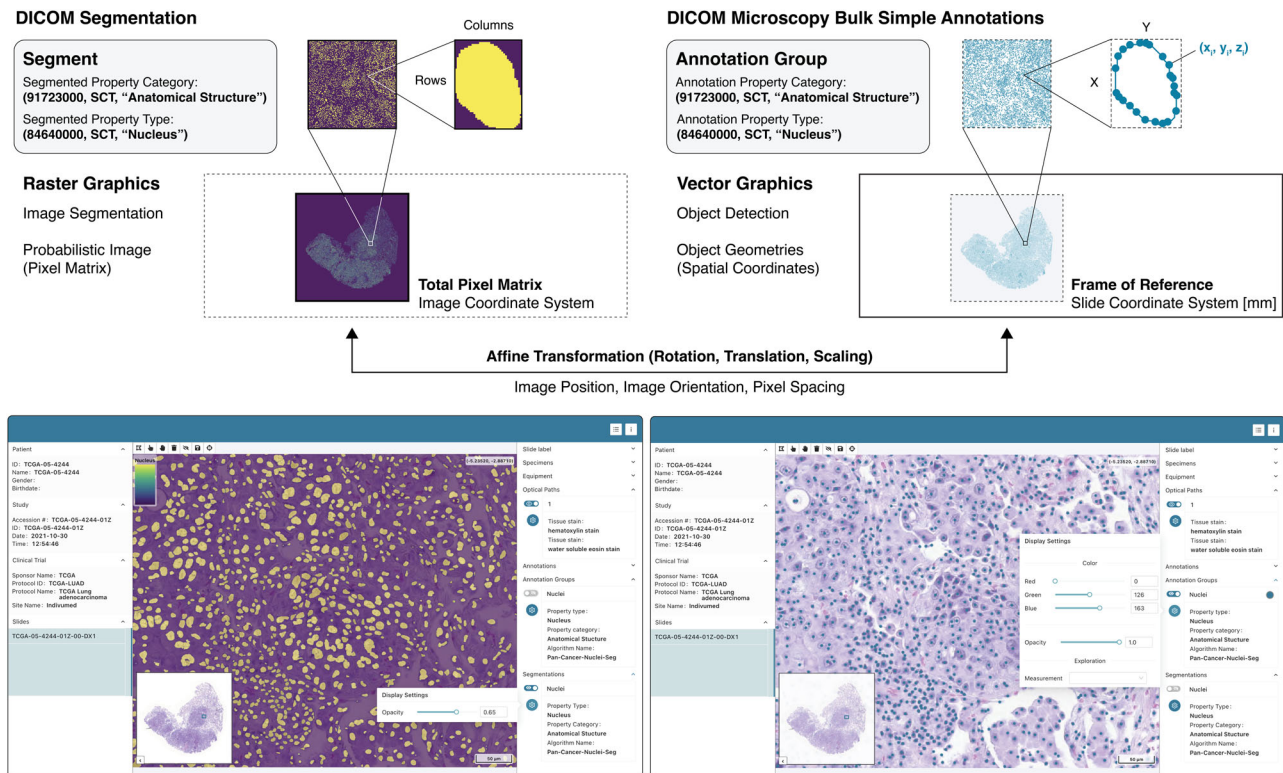 DICOM Segmentation
Segment
Segmented Property Category:
(91723000, SCT, “Anatomical Structure”)
Segmented Property Type:
(84640000, SCT, “Nucleus”)
Columns
Rows
Raster Graphics
Image Segmentation
Probabilistic Image
(Pixel Matrix)
Total Pixel Matrix
Image Coordinate System
DICOM Microscopy Bulk Simple Annotations
Annotation Group
Annotation Property Category:
(91723000, SCT, “Anatomical Structure”)
Annotation Property Type:
(84640000, SCT, “Nucleus”)
Y
X
(xᵢ, yᵢ, zᵢ)
Vector Graphics
Object Detection
Object Geometries
(Spatial Coordinates)
Frame of Reference
Slide Coordinate System [mm]
Affine Transformation (Rotation, Translation, Scaling)
Image Position, Image Orientation, Pixel Spacing
Patient
ID: TCGA-05-4244
Name: TCGA-05-4244
Gender:
Birthdate:
Study
Accession #: TCGA-05-4244-01Z
ID: TCGA-05-4244-01Z
Date: 2021-10-30
Time: 12:54:46
Clinical Trial
Sponsor Name: TCGA
Protocol ID: TCGA-LUAD
Protocol Name: TCGA Lung
adenocarcinoma
Site Name: Indivumed
Slides
TCGA-05-4244-01Z-00-DX1
Nucleus
(-5.23520, -2.88710)
Display Settings
Opacity
0.65
50 µm
Slide label
Specimens
Equipment
Optical Paths
1
Tissue stain:
hematoxylin stain
Tissue stain:
water soluble eosin stain
Annotations
Annotation Groups
Nuclei
Property type:
Nucleus
Property category:
Anatomical Stucture
Algorithm Name:
Pan-Cancer-Nuclei-Seg
Segmentations
Nuclei
Property Type:
Nucleus
Property Category:
Anatomical Stucture
Algorithm Name:
Pan-Cancer-Nuclei-Seg
Patient
ID: TCGA-05-4244
Name: TCGA-05-4244
Gender:
Birthdate:
Study
Accession #: TCGA-05-4244-01Z
ID: TCGA-05-4244-01Z
Date: 2021-10-30
Time: 12:54:46
Clinical Trial
Sponsor Name: TCGA
Protocol ID: TCGA-LUAD
Protocol Name: TCGA Lung
adenocarcinoma
Site Name: Indivumed
Slides
TCGA-05-4244-01Z-00-DX1
(-5.23520, -2.88710)
Display Settings
Color
Red
0
Green
126
Blue
163
Opacity
1.0
Exploration
Measurement
50 µm
Slide label
Specimens
Equipment
Optical Paths
1
Tissue stain:
hematoxylin stain
Tissue stain:
water soluble eosin stain
Annotations
Annotation Groups
Nuclei
Property type:
Nucleus
Property category:
Anatomical Stucture
Algorithm Name:
Pan-Cancer-Nuclei-Seg
Segmentations
Nuclei
Property Type:
Nucleus
Property Category:
Anatomical Stucture
Algorithm Name:
Pan-Cancer-Nuclei-Seg